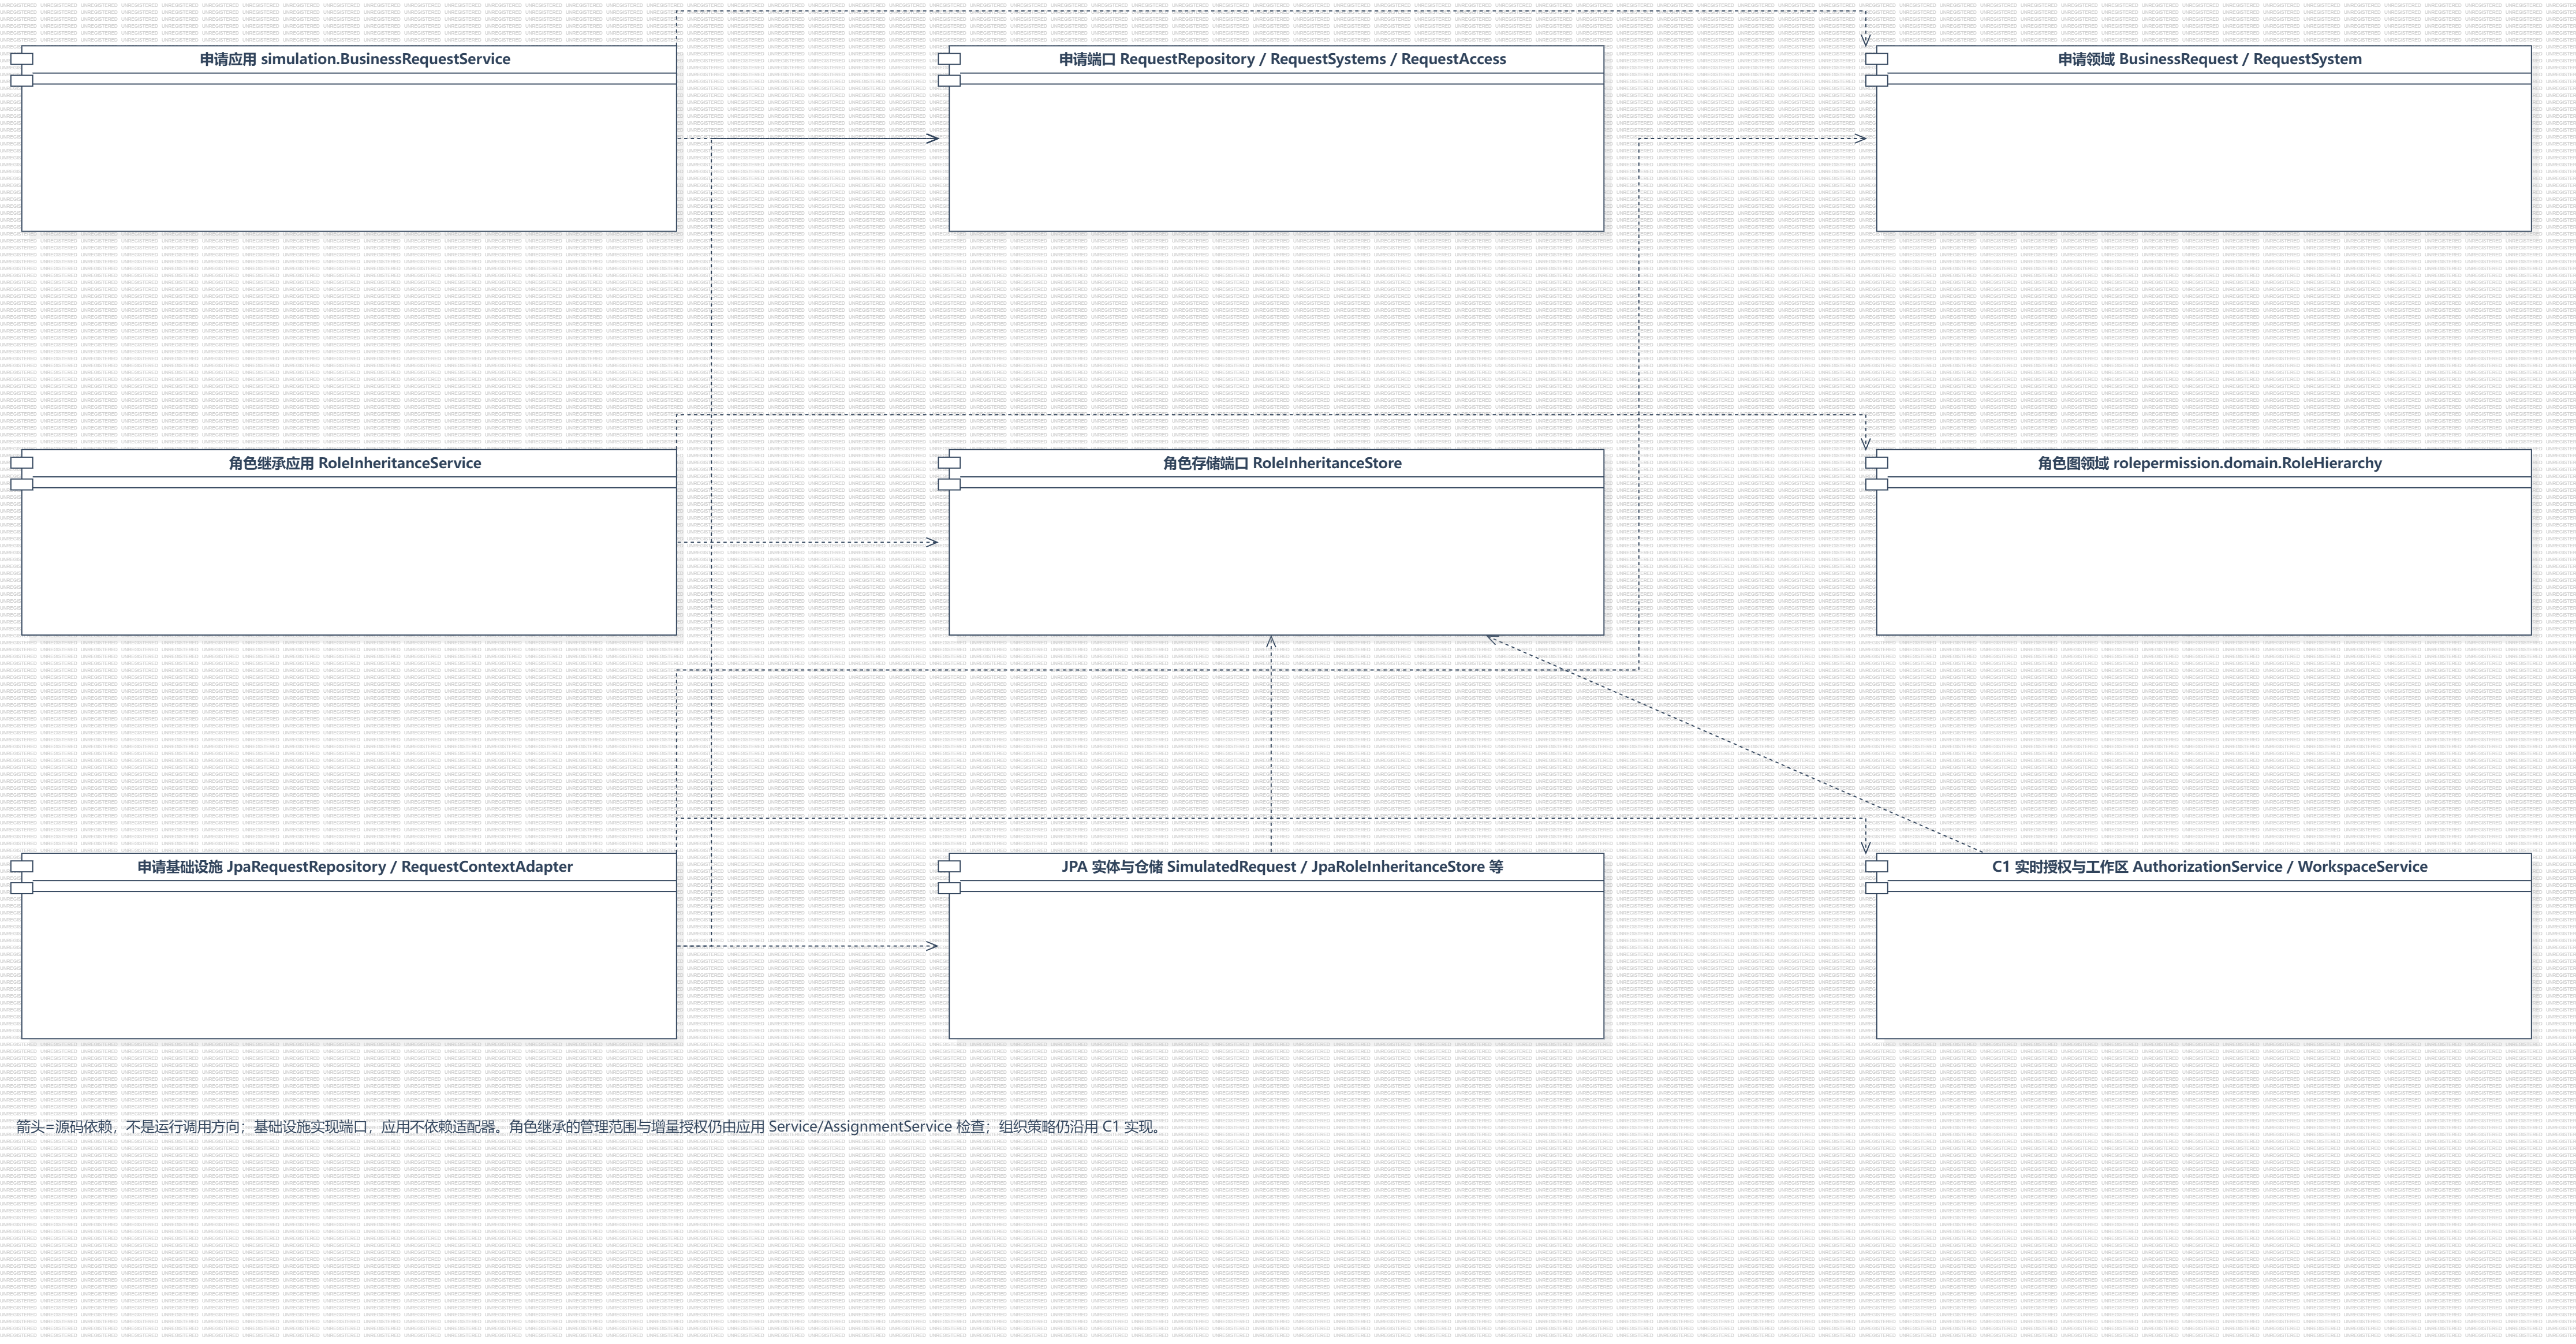 申请应用 simulation.BusinessRequestService
申请端口 RequestRepository / RequestSystems / RequestAccess
申请领域 BusinessRequest / RequestSystem
角色继承应用 RoleInheritanceService
角色存储端口 RoleInheritanceStore
角色图领域 rolepermission.domain.RoleHierarchy
申请基础设施 JpaRequestRepository / RequestContextAdapter
JPA 实体与仓储 SimulatedRequest / JpaRoleInheritanceStore 等
C1 实时授权与工作区 AuthorizationService / WorkspaceService
箭头=源码依赖，不是运行调用方向；基础设施实现端口，应用不依赖适配器。角色继承的管理范围与增量授权仍由应用 Service/AssignmentService 检查；组织策略仍沿用 C1 实现。
UNREGISTERED